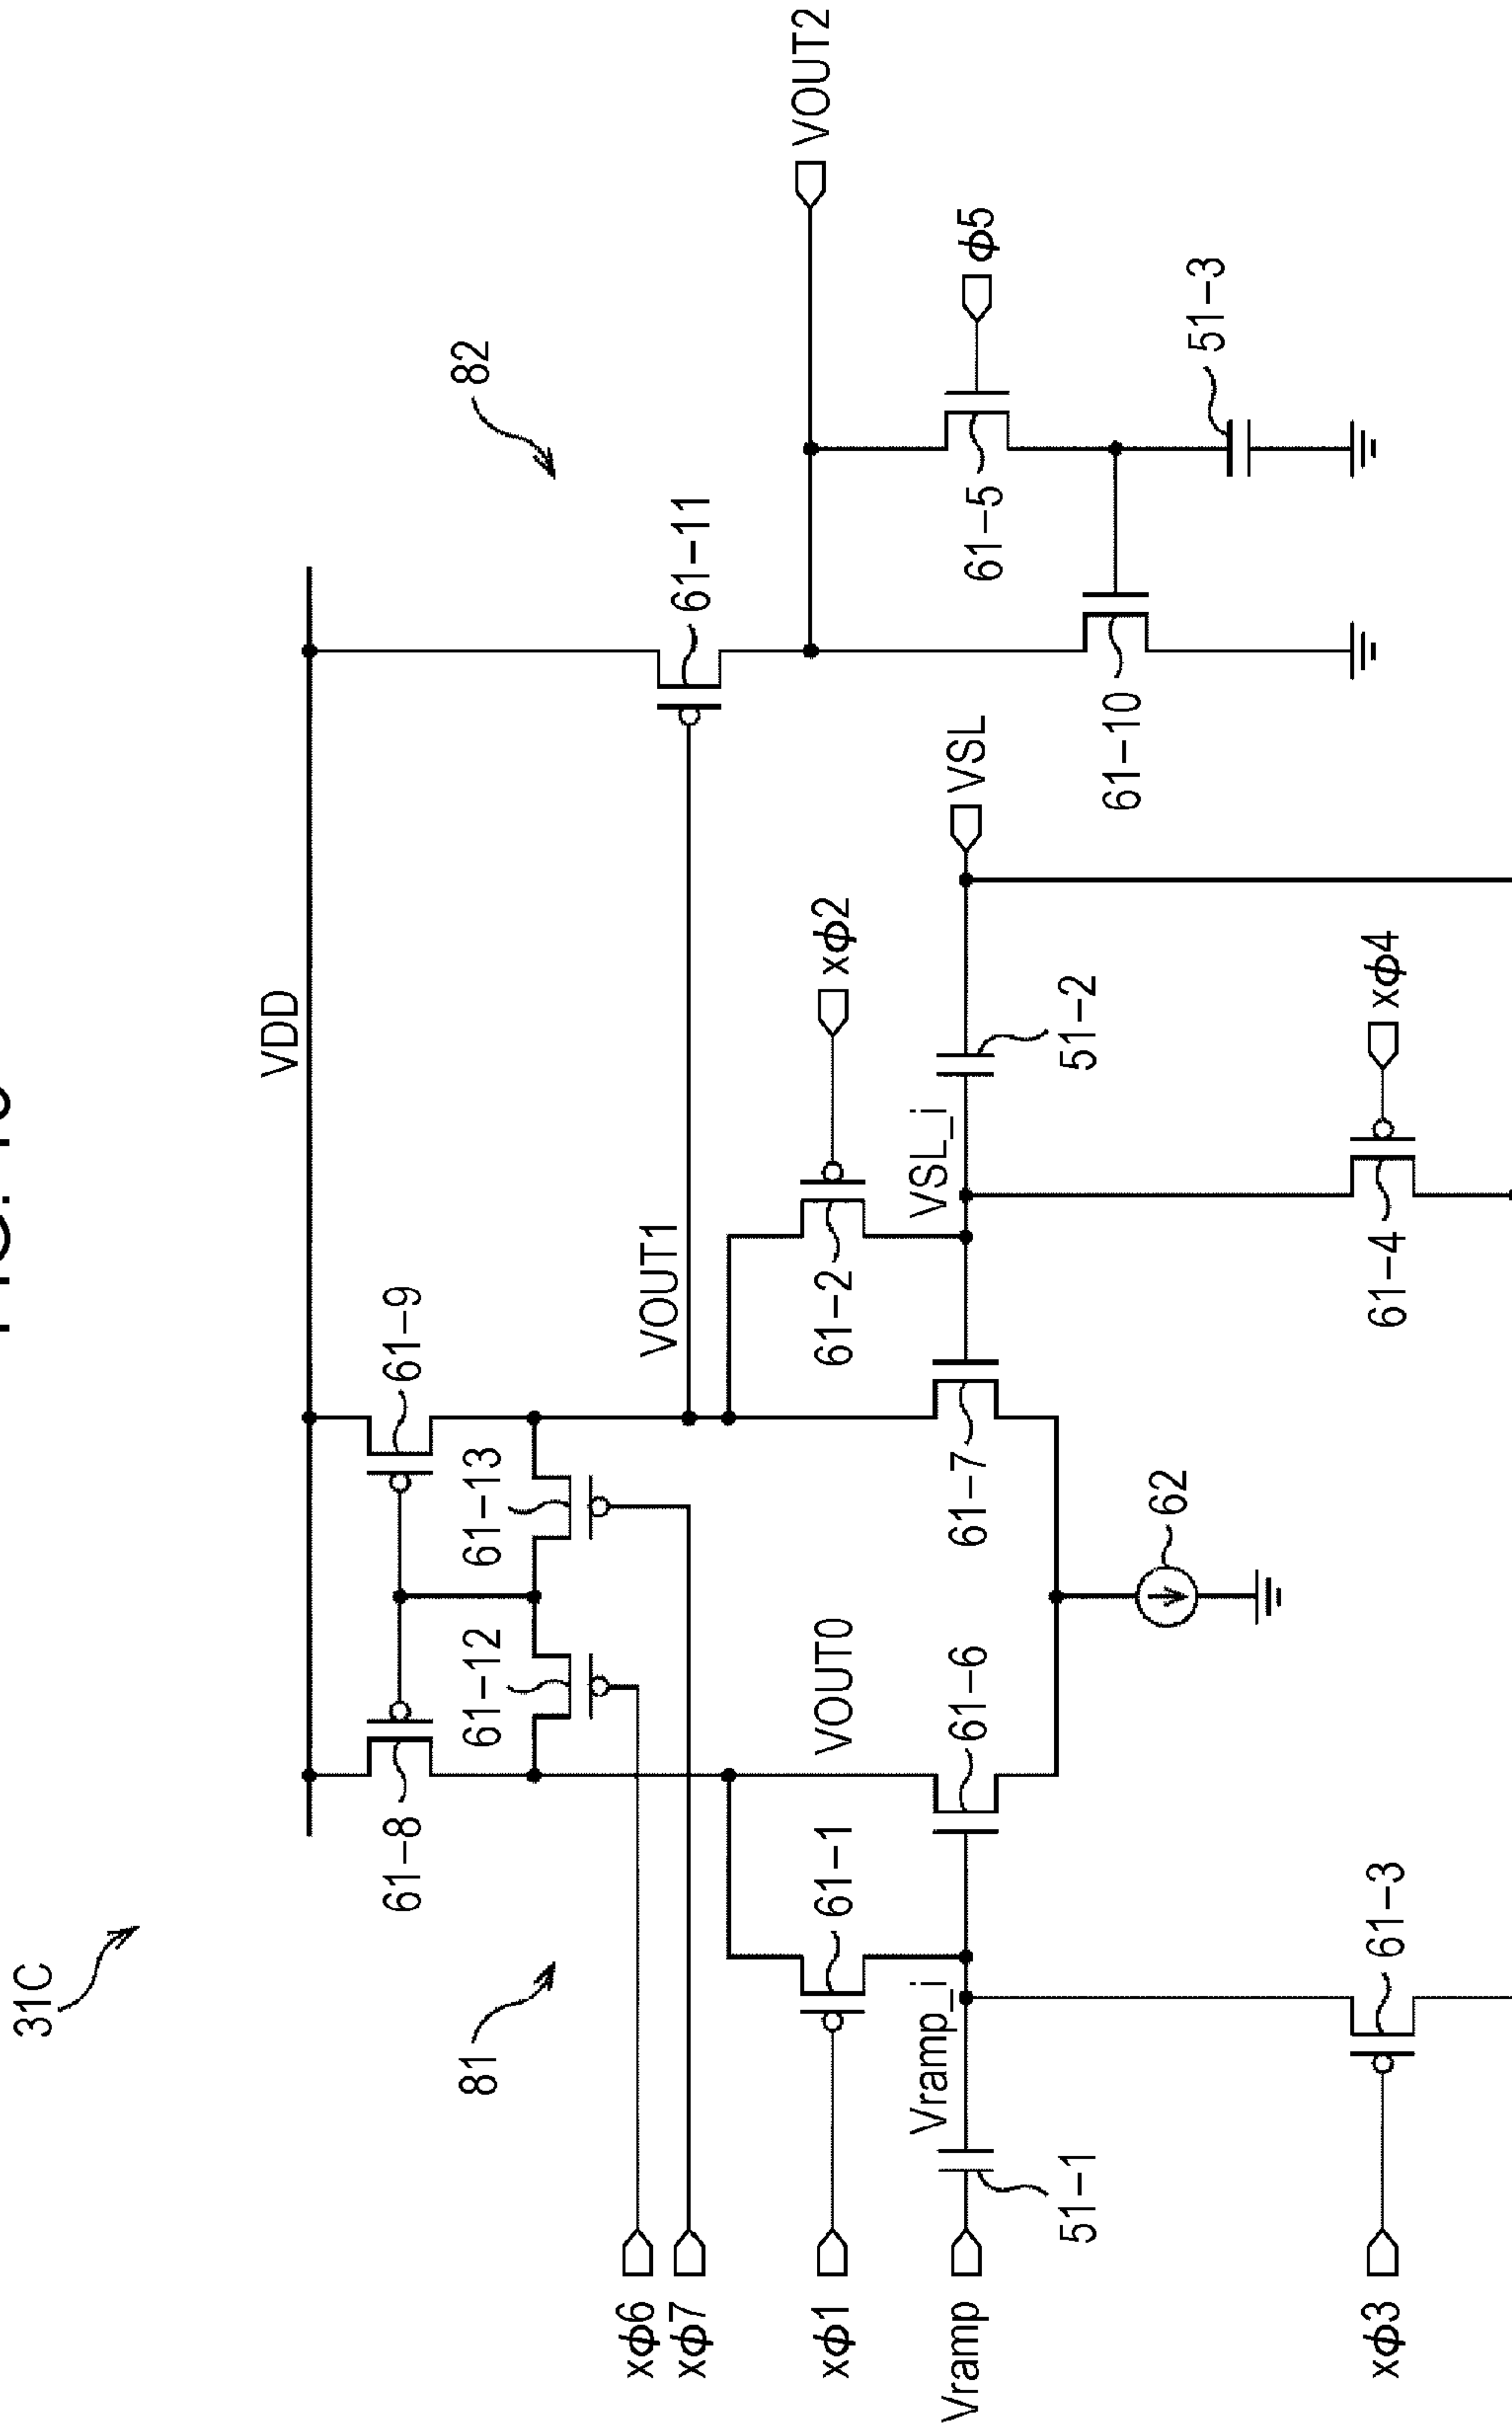 31C
VDD
82
81
61-8
61-9
61-12
61-13
61-11
xϕ6
xϕ7
VOUT1
VOUT2
xϕ1
61-1
VOUT0
61-2
xϕ2
Vramp
Vramp_i
61-6
61-7
VSL_i
VSL
61-5
ϕ5
51-1
62
51-2
61-10
51-3
xϕ3
61-3
61-4
xϕ4